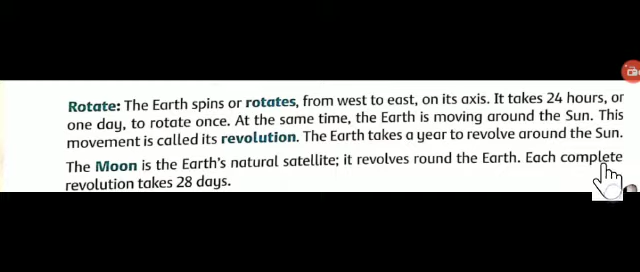 Rotate: The Earth spins or rotates, from west to east, on its axis. It takes 24 hours, or
one day, to rotate once. At the same time, the Earth is moving around the Sun. This
movement is called its revolution. The Earth takes a year to revolve around the Sun.
The Moon is the Earth's natural satellite; it revolves round the Earth. Each complete
revolution takes 28 days.